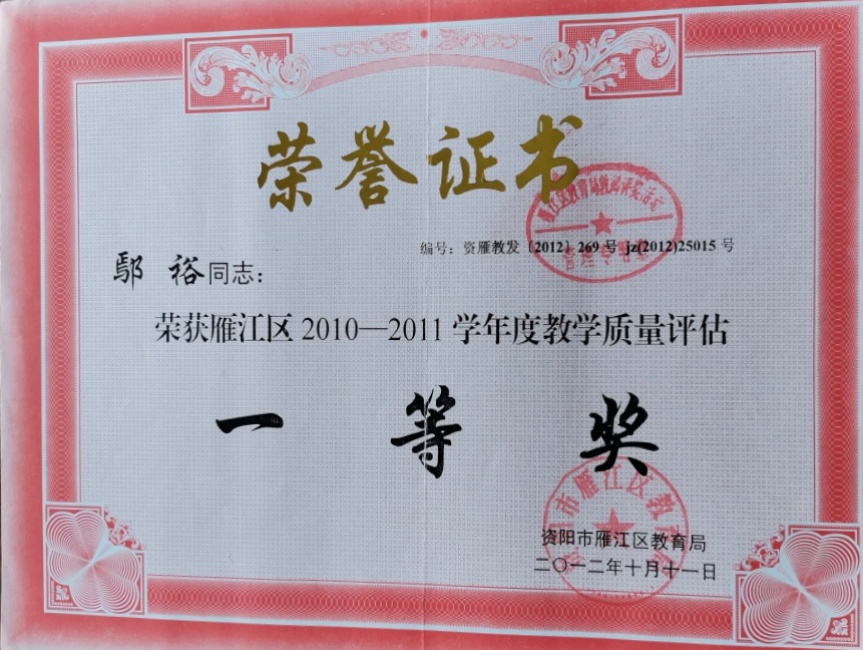 荣誉证书
编号：资雁教发〔2012〕269号 jz(2012)25015号
鄢 裕同志：
荣获雁江区2010—2011学年度教学质量评估
一等奖
资阳市雁江区教育局
二〇一二年十月十一日